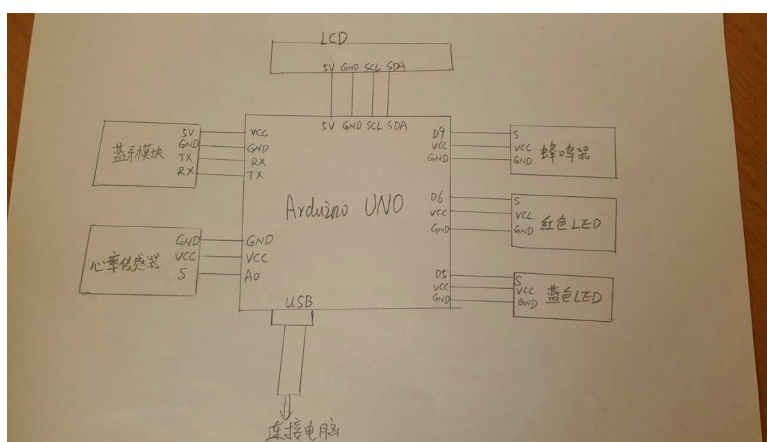 LCD
5V GND SCL SDA
5V GND SCL SDA
蓝牙模块
5V VCC
GND GND
TX RX
RX TX
心率传感器
GND GND
VCC VCC
S A0
Arduino UNO
D9 S
VCC VCC
GND GND
蜂鸣器
D6 S
VCC VCC
GND GND
红色LED
D5 S
VCC VCC
GND GND
蓝色LED
USB
连接电脑